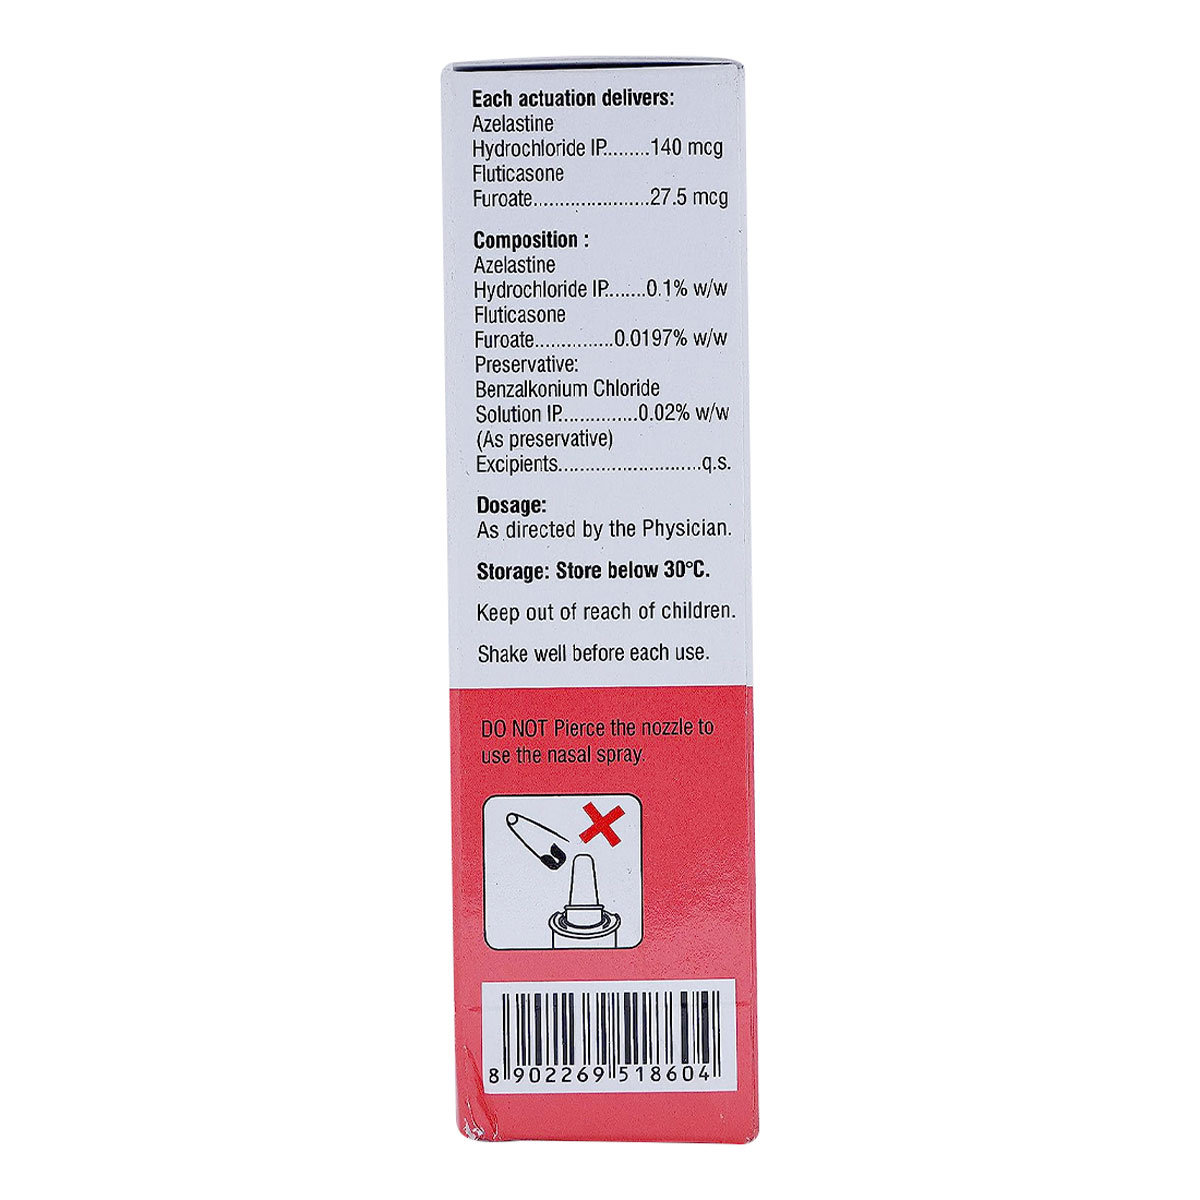 Each actuation delivers:
Azelastine
Hydrochloride IP.........140 mcg
Fluticasone
Furoate......................27.5 mcg
Composition :
Azelastine
Hydrochloride IP........0.1% w/w
Fluticasone
Furoate...............0.0197% w/w
Preservative:
Benzalkonium Chloride
Solution IP...............0.02% w/w
(As preservative)
Excipients...........................q.s.
Dosage:
As directed by the Physician.
Storage: Store below 30°C.
Keep out of reach of children.
Shake well before each use.
DO NOT Pierce the nozzle to
use the nasal spray.
8 902269 518604